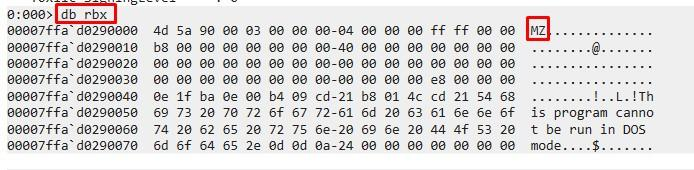 0:000> db rbx
00007ffa`d0290000  4d 5a 90 00 03 00 00 00-04 00 00 00 ff ff 00 00  MZ..............
00007ffa`d0290010  b8 00 00 00 00 00 00 00-40 00 00 00 00 00 00 00  ........@.......
00007ffa`d0290020  00 00 00 00 00 00 00 00-00 00 00 00 00 00 00 00  ................
00007ffa`d0290030  00 00 00 00 00 00 00 00-00 00 00 00 e8 00 00 00  ................
00007ffa`d0290040  0e 1f ba 0e 00 b4 09 cd-21 b8 01 4c cd 21 54 68  ........!..L.!Th
00007ffa`d0290050  69 73 20 70 72 6f 67 72-61 6d 20 63 61 6e 6e 6f  is program canno
00007ffa`d0290060  74 20 62 65 20 72 75 6e-20 69 6e 20 44 4f 53 20  t be run in DOS
00007ffa`d0290070  6d 6f 64 65 2e 0d 0d 0a-24 00 00 00 00 00 00 00  mode....$.......